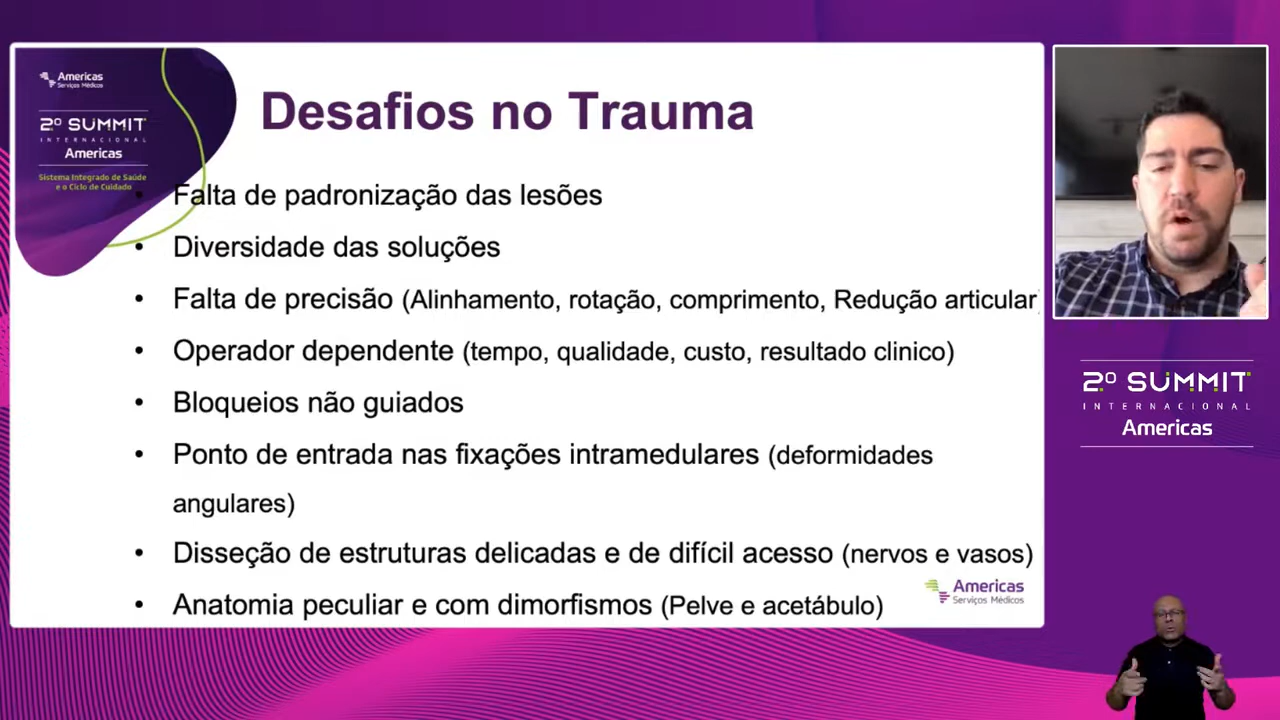 Americas
Serviços Médicos
2º SUMMIT
INTERNACIONAL
Americas
Sistema Integrado de Saúde
e o Ciclo de Cuidado
Desafios no Trauma
• Falta de padronização das lesões
• Diversidade das soluções
• Falta de precisão (Alinhamento, rotação, comprimento, Redução articular)
• Operador dependente (tempo, qualidade, custo, resultado clinico)
• Bloqueios não guiados
• Ponto de entrada nas fixações intramedulares (deformidades
angulares)
• Disseção de estruturas delicadas e de difícil acesso (nervos e vasos)
• Anatomia peculiar e com dimorfismos (Pelve e acetábulo)
Americas
Serviços Médicos
2º SUMMIT
INTERNACIONAL
Americas